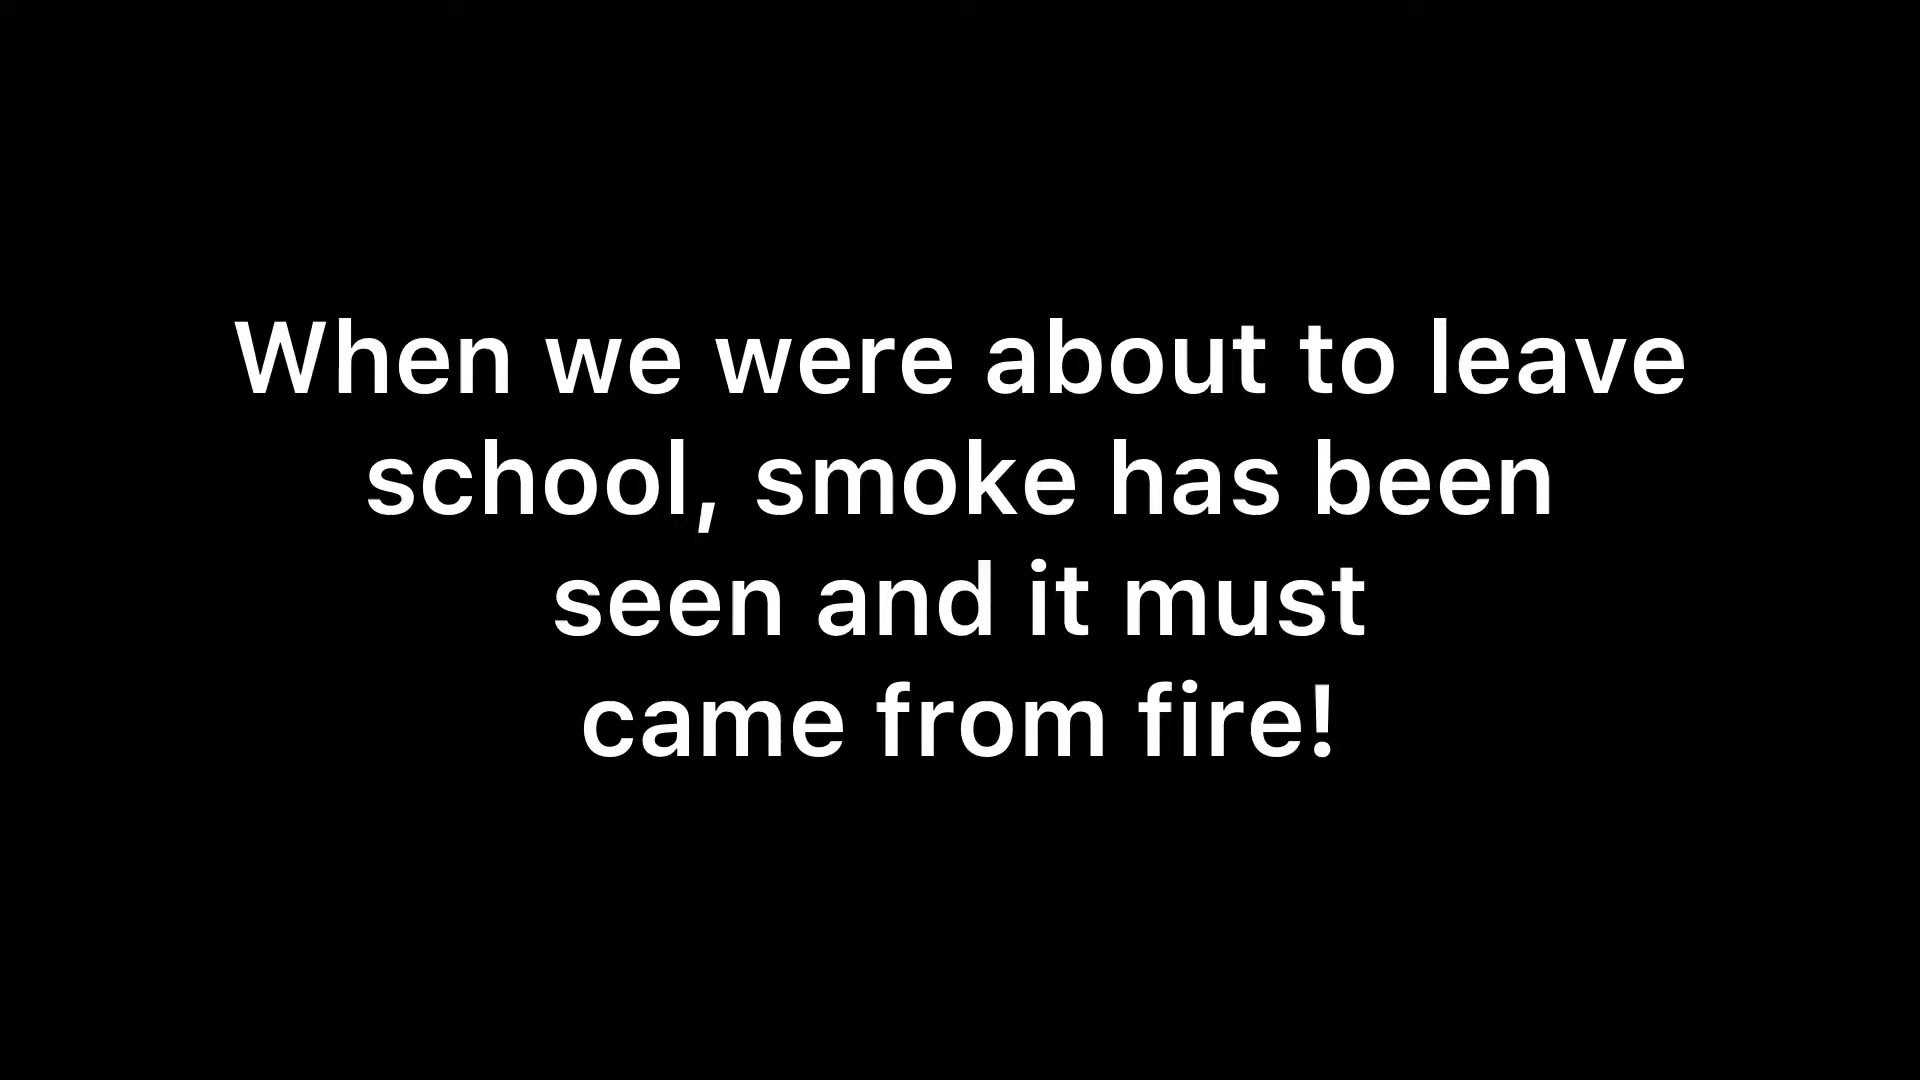 When we were about to leave
school, smoke has been
seen and it must
came from fire!